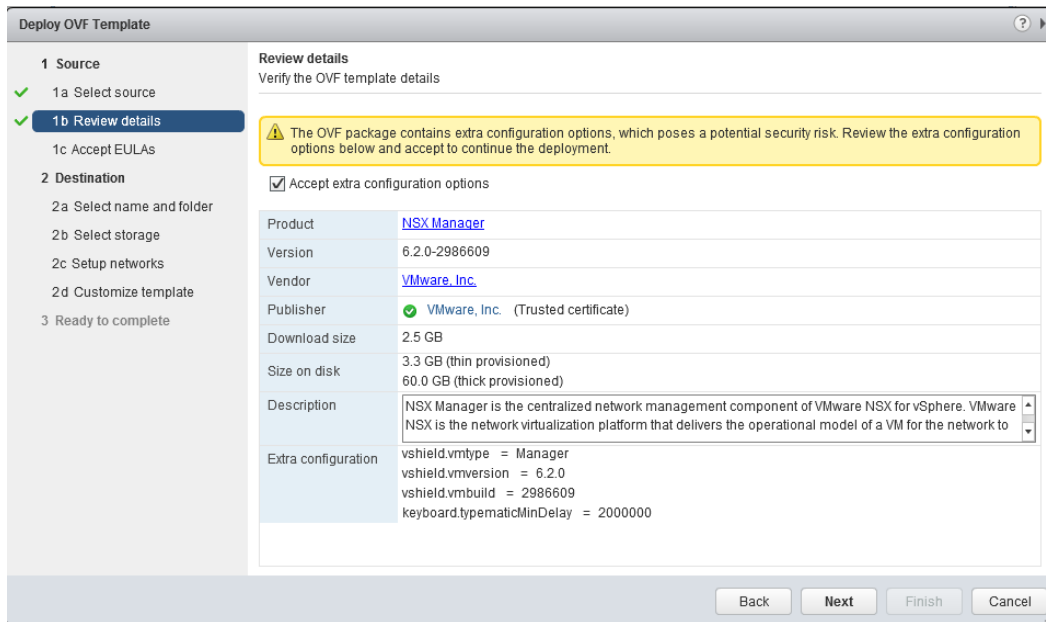 Deploy OVF Template
?
1 Source
1a Select source
1b Review details
1c Accept EULAs
2 Destination
2a Select name and folder
2b Select storage
2c Setup networks
2d Customize template
3 Ready to complete
Review details
Verify the OVF template details
The OVF package contains extra configuration options, which poses a potential security risk. Review the extra configuration
options below and accept to continue the deployment.
Accept extra configuration options
Product NSX Manager
Version 6.2.0-2986609
Vendor VMware, Inc.
Publisher VMware, Inc. (Trusted certificate)
Download size 2.5 GB
Size on disk 3.3 GB (thin provisioned)
60.0 GB (thick provisioned)
Description NSX Manager is the centralized network management component of VMware NSX for vSphere. VMware
NSX is the network virtualization platform that delivers the operational model of a VM for the network to
Extra configuration vshield.vmtype = Manager
vshield.vmversion = 6.2.0
vshield.vmbuild = 2986609
keyboard.typematicMinDelay = 2000000
Back Next Finish Cancel